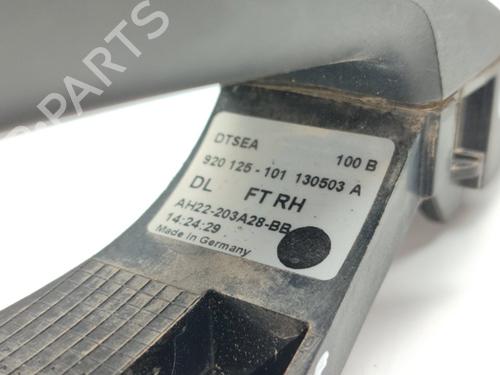 DTSEA 100 B
920 125 - 101 130503 A
DL FT RH
AH22-203A28-BB
14:24:29
Made in Germany
PARTS